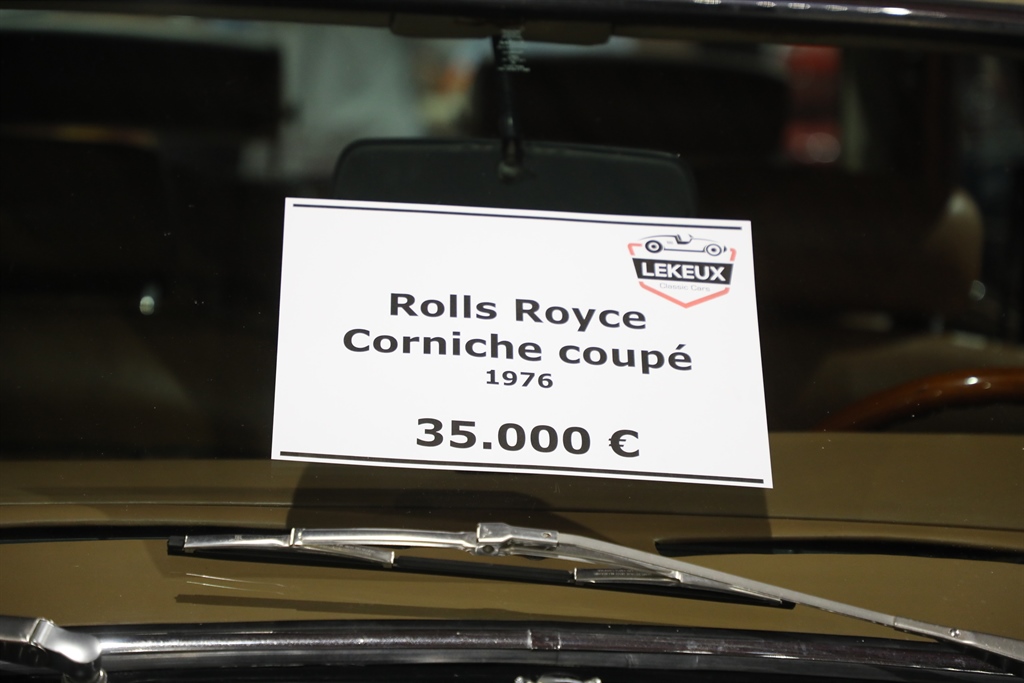 LEKEUX
Classic Cars
Rolls Royce
Corniche coupé
1976
35.000 €